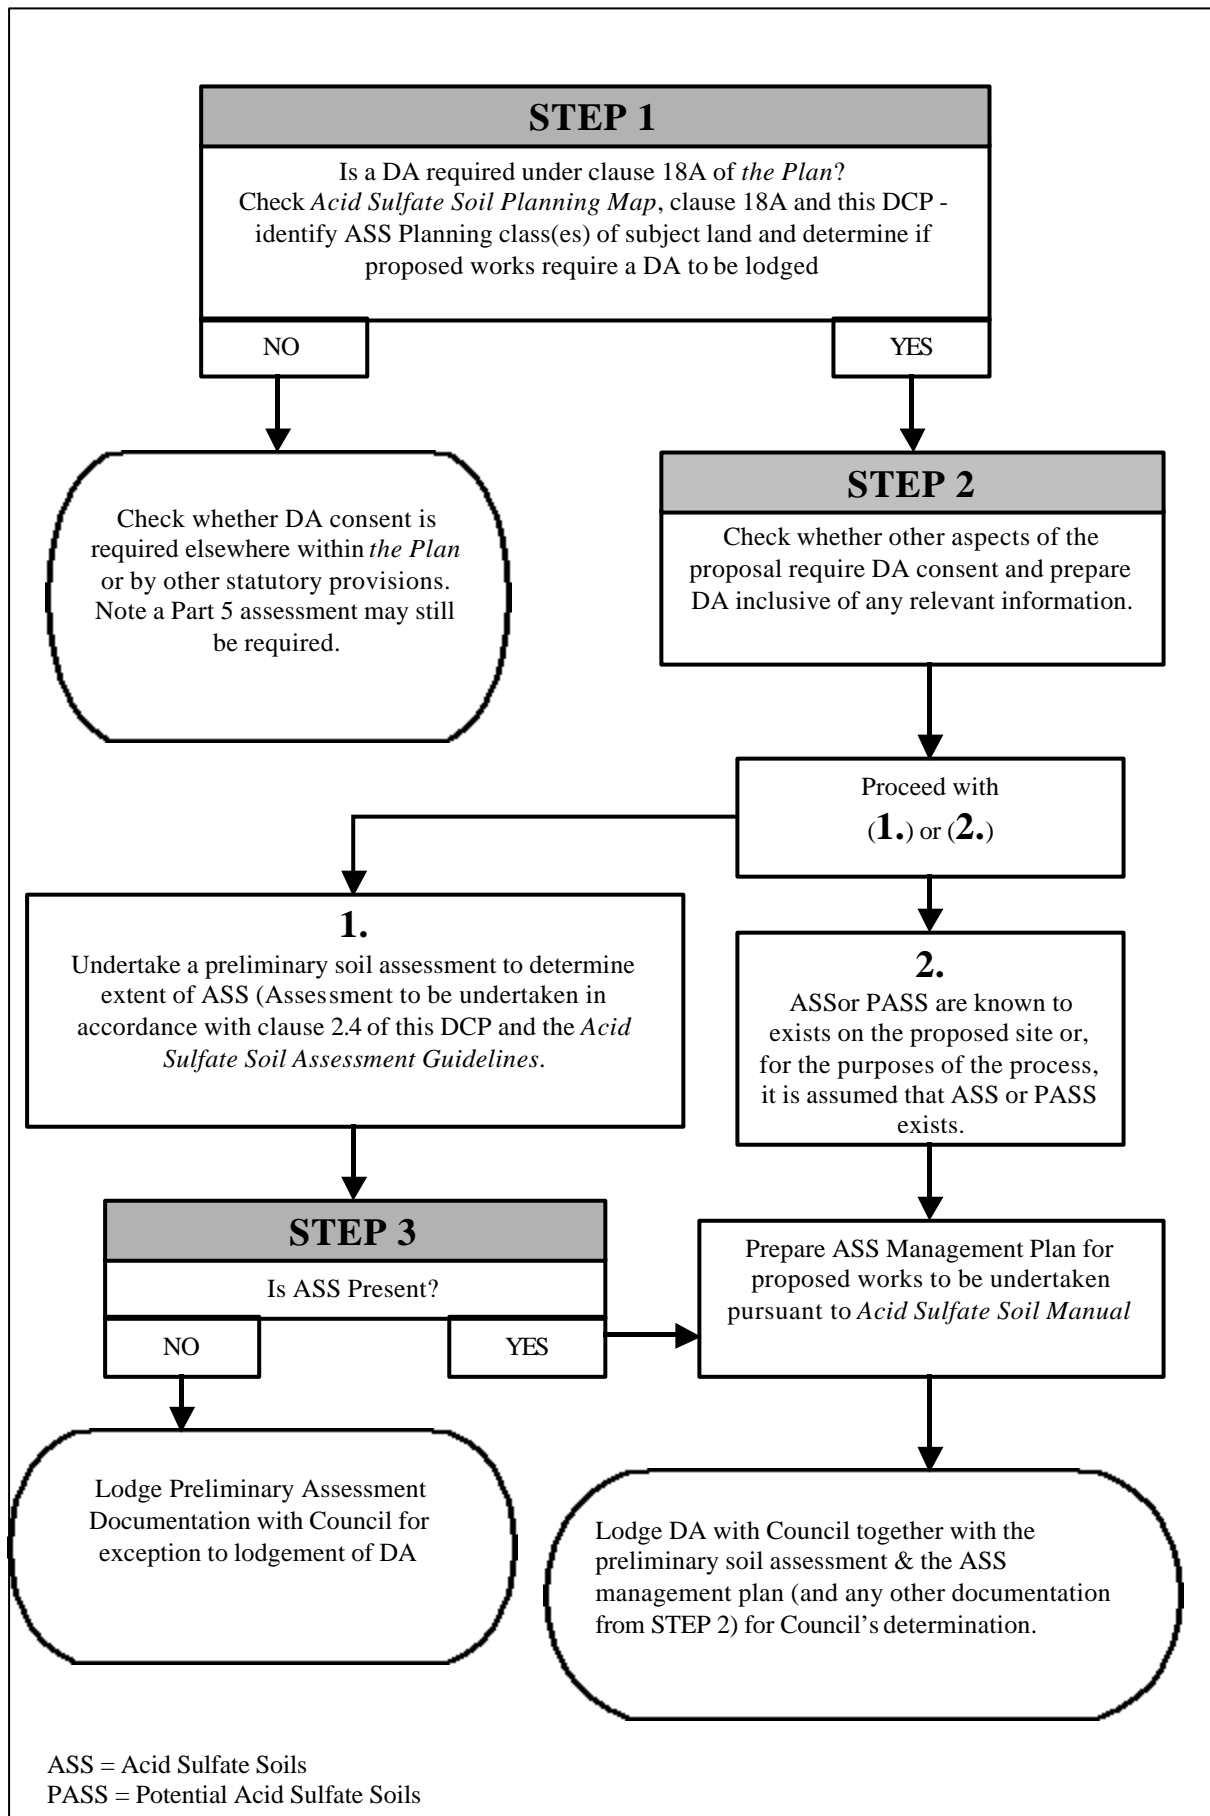 STEP 1
Is a DA required under clause 18A of the Plan?
Check Acid Sulfate Soil Planning Map, clause 18A and this DCP -
identify ASS Planning class(es) of subject land and determine if
proposed works require a DA to be lodged
NO
YES
Check whether DA consent is
required elsewhere within the Plan
or by other statutory provisions.
Note a Part 5 assessment may still
be required.
STEP 2
Check whether other aspects of the
proposal require DA consent and prepare
DA inclusive of any relevant information.
Proceed with
(1.) or (2.)
1.
Undertake a preliminary soil assessment to determine
extent of ASS (Assessment to be undertaken in
accordance with clause 2.4 of this DCP and the Acid
Sulfate Soil Assessment Guidelines.
2.
ASSor PASS are known to
exists on the proposed site or,
for the purposes of the process,
it is assumed that ASS or PASS
exists.
STEP 3
Is ASS Present?
NO
YES
Prepare ASS Management Plan for
proposed works to be undertaken
pursuant to Acid Sulfate Soil Manual
Lodge Preliminary Assessment
Documentation with Council for
exception to lodgement of DA
Lodge DA with Council together with the
preliminary soil assessment & the ASS
management plan (and any other documentation
from STEP 2) for Council's determination.
ASS = Acid Sulfate Soils
PASS = Potential Acid Sulfate Soils